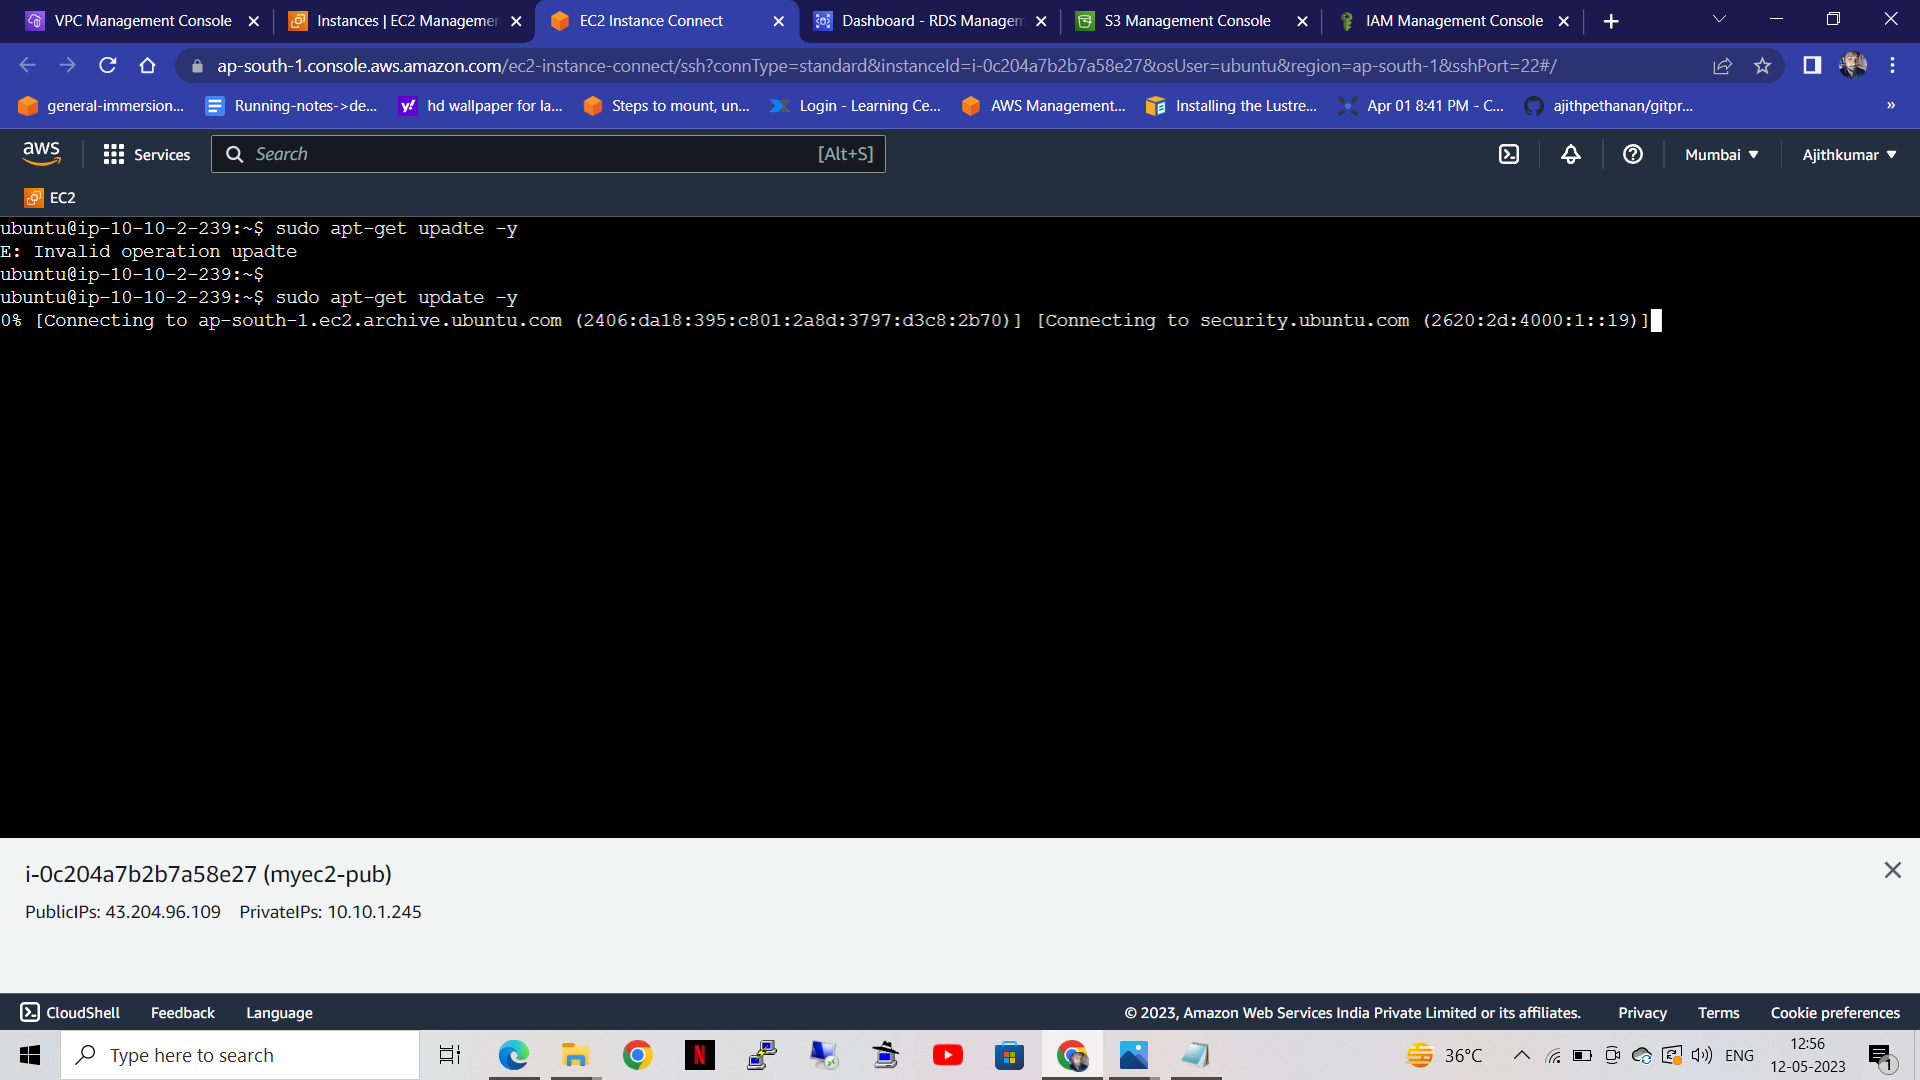 VPC Management Console
Instances | EC2 Managemen
EC2 Instance Connect
Dashboard - RDS Managem
S3 Management Console
IAM Management Console
ap-south-1.console.aws.amazon.com/ec2-instance-connect/ssh?connType=standard&instanceId=i-0c204a7b2b7a58e27&osUser=ubuntu&region=ap-south-1&sshPort=22#/
general-immersion...
Running-notes->de...
hd wallpaper for la...
Steps to mount, un...
Login - Learning Ce...
AWS Management...
Installing the Lustre...
Apr 01 8:41 PM - C...
ajithpethanan/gitpr...
»
aws
Services
Search
[Alt+S]
Mumbai
Ajithkumar
EC2
ubuntu@ip-10-10-2-239:~$ sudo apt-get upadte -y
E: Invalid operation upadte
ubuntu@ip-10-10-2-239:~$
ubuntu@ip-10-10-2-239:~$ sudo apt-get update -y
0% [Connecting to ap-south-1.ec2.archive.ubuntu.com (2406:da18:395:c801:2a8d:3797:d3c8:2b70)] [Connecting to security.ubuntu.com (2620:2d:4000:1::19)]
i-0c204a7b2b7a58e27 (myec2-pub)
PublicIPs: 43.204.96.109 PrivateIPs: 10.10.1.245
CloudShell
Feedback
Language
© 2023, Amazon Web Services India Private Limited or its affiliates.
Privacy
Terms
Cookie preferences
Type here to search
N
36°C
ENG
12:56
12-05-2023
1